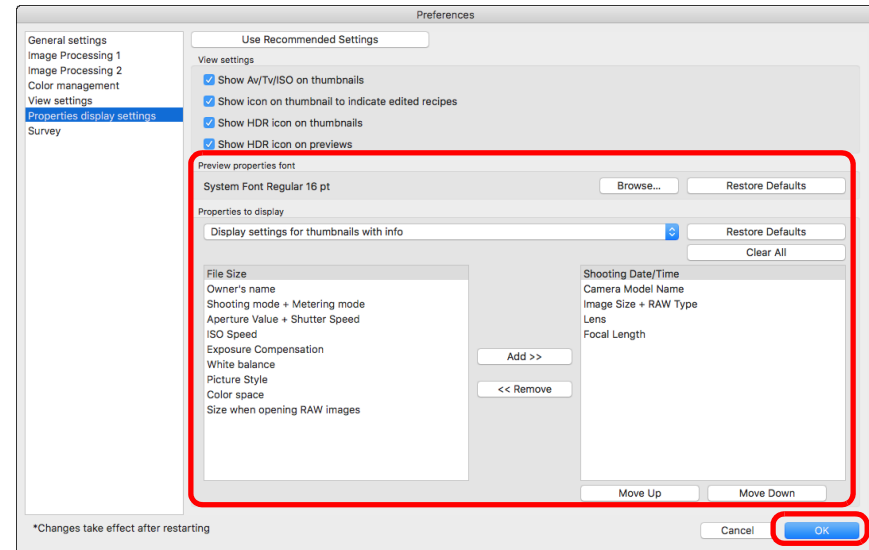 Preferences
General settings
Image Processing 1
Image Processing 2
Color management
View settings
Properties display settings
Survey
Use Recommended Settings
View settings
Show Av/Tv/ISO on thumbnails
Show icon on thumbnail to indicate edited recipes
Show HDR icon on thumbnails
Show HDR icon on previews
Preview properties font
System Font Regular 16 pt
Browse...
Restore Defaults
Properties to display
Display settings for thumbnails with info
Restore Defaults
Clear All
File Size
Owner's name
Shooting mode + Metering mode
Aperture Value + Shutter Speed
ISO Speed
Exposure Compensation
White balance
Picture Style
Color space
Size when opening RAW images
Add >>
<< Remove
Shooting Date/Time
Camera Model Name
Image Size + RAW Type
Lens
Focal Length
Move Up
Move Down
*Changes take effect after restarting
Cancel
OK